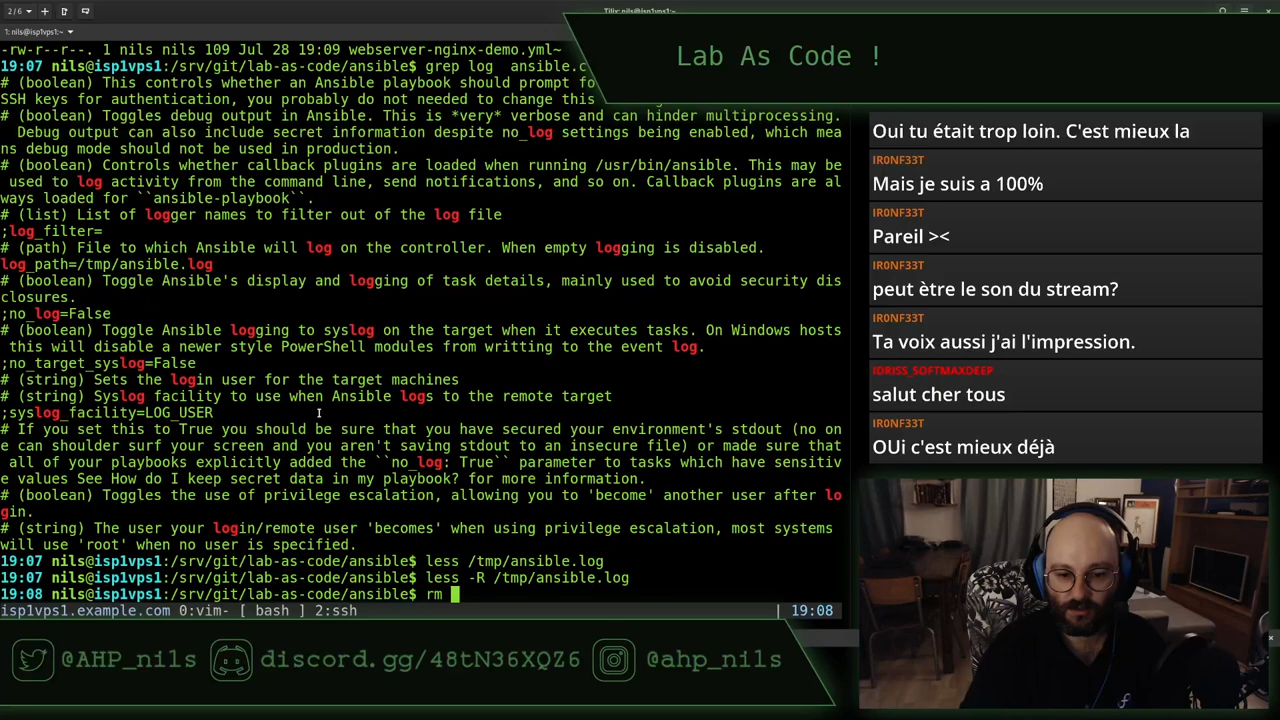 2/6
Tilix: nils@isp1vps1:~
1: nils@isp1vps1:~
-rw-r--r--. 1 nils nils 109 Jul 28 19:09 webserver-nginx-demo.yml~
19:07 nils@isp1vps1:/srv/git/lab-as-code/ansible$ grep log  ansible.c
# (boolean) This controls whether an Ansible playbook should prompt fo
SSH keys for authentication, you probably do not needed to change this
# (boolean) Toggles debug output in Ansible. This is *very* verbose and can hinder multiprocessing.
 Debug output can also include secret information despite no_log settings being enabled, which mea
ns debug mode should not be used in production.
# (boolean) Controls whether callback plugins are loaded when running /usr/bin/ansible. This may be
 used to log activity from the command line, send notifications, and so on. Callback plugins are al
ways loaded for ``ansible-playbook``.
# (list) List of logger names to filter out of the log file
;log_filter=
# (path) File to which Ansible will log on the controller. When empty logging is disabled.
log_path=/tmp/ansible.log
# (boolean) Toggle Ansible's display and logging of task details, mainly used to avoid security dis
closures.
;no_log=False
# (boolean) Toggle Ansible logging to syslog on the target when it executes tasks. On Windows hosts
 this will disable a newer style PowerShell modules from writting to the event log.
;no_target_syslog=False
# (string) Sets the login user for the target machines
# (string) Syslog facility to use when Ansible logs to the remote target
;syslog_facility=LOG_USER
# If you set this to True you should be sure that you have secured your environment's stdout (no on
e can shoulder surf your screen and you aren't saving stdout to an insecure file) or made sure that
 all of your playbooks explicitly added the ``no_log: True`` parameter to tasks which have sensitiv
e values See How do I keep secret data in my playbook? for more information.
# (boolean) Toggles the use of privilege escalation, allowing you to 'become' another user after lo
gin.
# (string) The user your login/remote user 'becomes' when using privilege escalation, most systems
will use 'root' when no user is specified.
19:07 nils@isp1vps1:/srv/git/lab-as-code/ansible$ less /tmp/ansible.log
19:07 nils@isp1vps1:/srv/git/lab-as-code/ansible$ less -R /tmp/ansible.log
19:08 nils@isp1vps1:/srv/git/lab-as-code/ansible$ rm
isp1vps1.example.com 0:vim- [ bash ] 2:ssh | 19:08
Lab As Code !
Oui tu était trop loin. C'est mieux la
IR0NF33T
Mais je suis a 100%
IR0NF33T
Pareil ><
IR0NF33T
peut ètre le son du stream?
IR0NF33T
Ta voix aussi j'ai l'impression.
IDRISS_SOFTMAXDEEP
salut cher tous
IR0NF33T
OUi c'est mieux déjà
@AHP_nils discord.gg/48tN36XQZ6 @ahp_nils